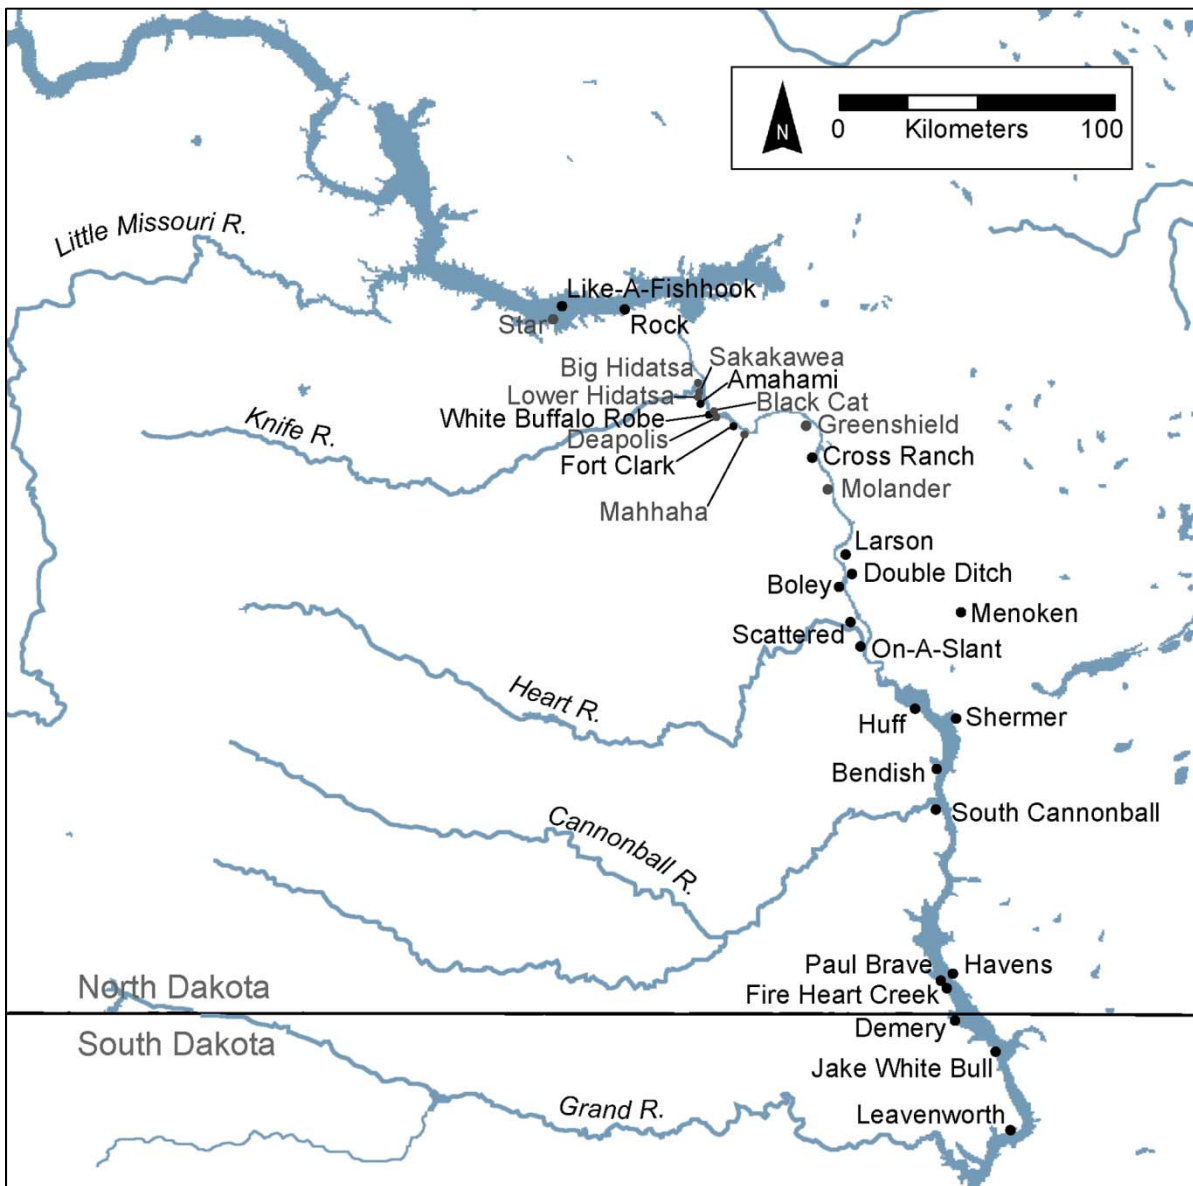 N
0 Kilometers 100
Little Missouri R.
Like-A-Fishhook
Star
Rock
Sakakawea
Big Hidatsa
Amahami
Lower Hidatsa
Black Cat
White Buffalo Robe
Greenshield
Knife R.
Deapolis
Fort Clark
Cross Ranch
Molander
Mahhaha
Larson
Double Ditch
Boley
Menoken
Scattered
On-A-Slant
Heart R.
Huff
Shermer
Bendish
South Cannonball
Cannonball R.
Paul Brave
Havens
North Dakota
Fire Heart Creek
Demery
South Dakota
Jake White Bull
Grand R.
Leavenworth